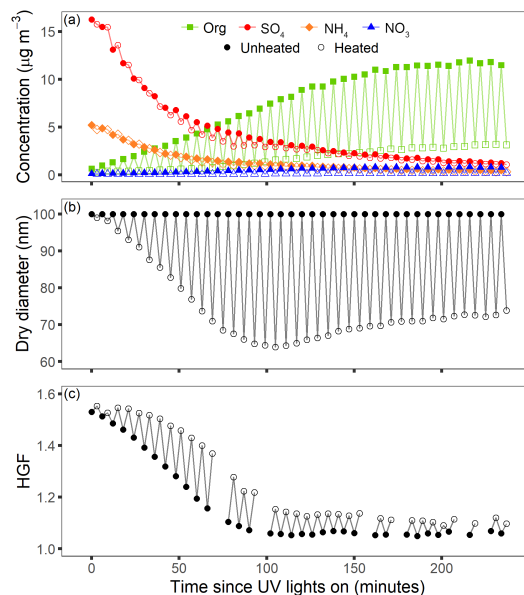 (a)
Org SO₄ NH₄ NO₃
Unheated Heated
Concentration (μg m⁻³)
15
10
5
0
(b)
Dry diameter (nm)
100
90
80
70
60
(c)
HGF
1.6
1.4
1.2
1.0
0 50 100 150 200
Time since UV lights on (minutes)